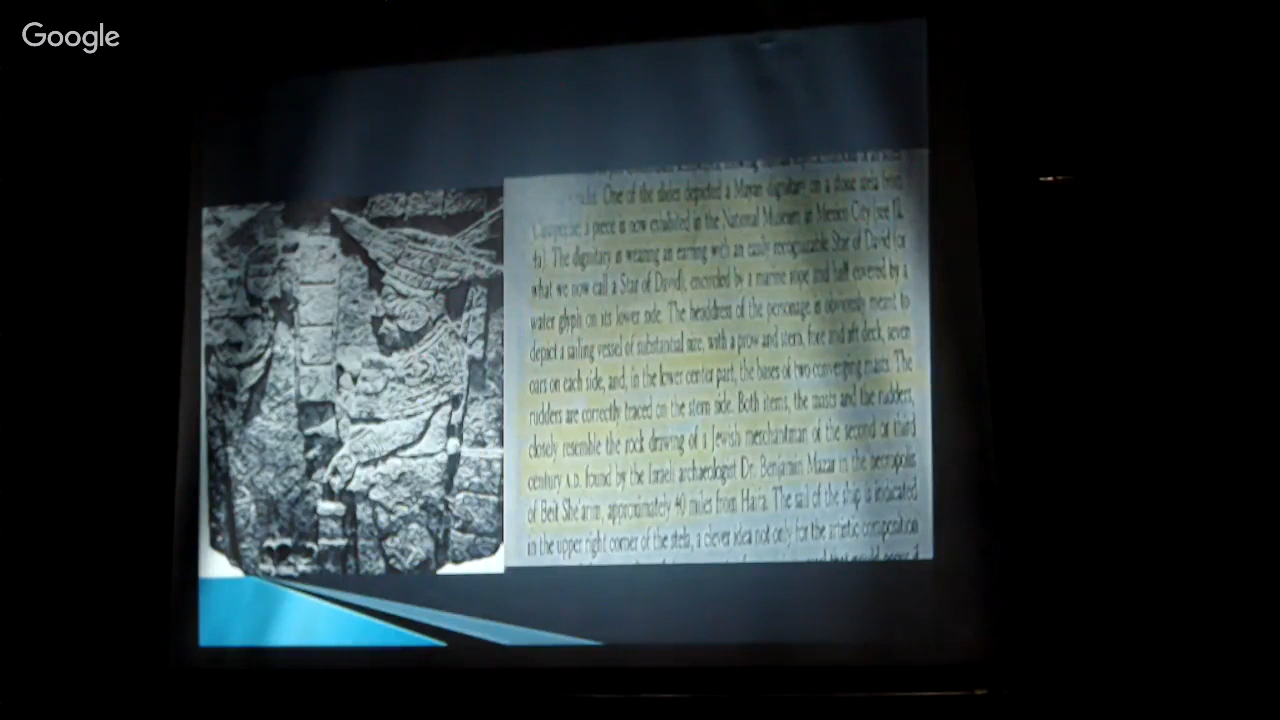 Google
One of the slides depicted a Mayan dignitary on a stone stela from
Campeche; a piece is now exhibited in the National Museum in Mexico City (see Pl.
4a). The dignitary is wearing an earring with an easily recognizable Star of David (or
what we now call a Star of David), encircled by a marine rope and half covered by a
water glyph on its lower side. The headdress of the personage is obviously meant to
depict a sailing vessel of substantial size, with a prow and stern, fore and aft deck, seven
oars on each side, and, in the lower center part, the bases of two converging masts. The
rudders are correctly traced on the stern side. Both items, the masts and the rudders,
closely resemble the rock drawing of a Jewish merchantman of the second or third
century A.D. found by the Israeli archaeologist Dr. Benjamin Mazar in the necropolis
of Beit She'arim, approximately 40 miles from Haifa. The sail of the ship is indicated
in the upper right corner of the stela, a clever idea not only for the artistic composition